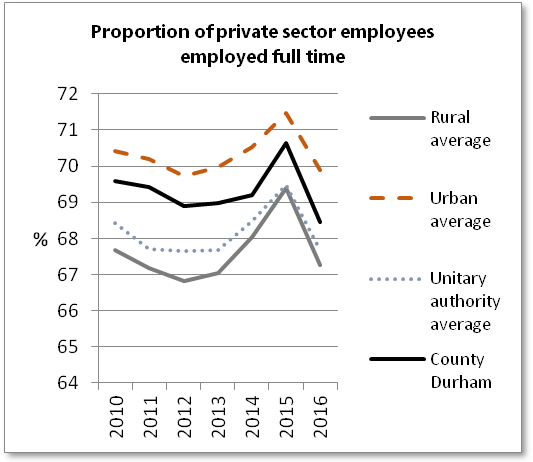 Proportion of private sector employees
employed full time
72
71
70
69
68
67
66
65
64
%
2010
2011
2012
2013
2014
2015
2016
Rural
average
Urban
average
Unitary
authority
average
County
Durham